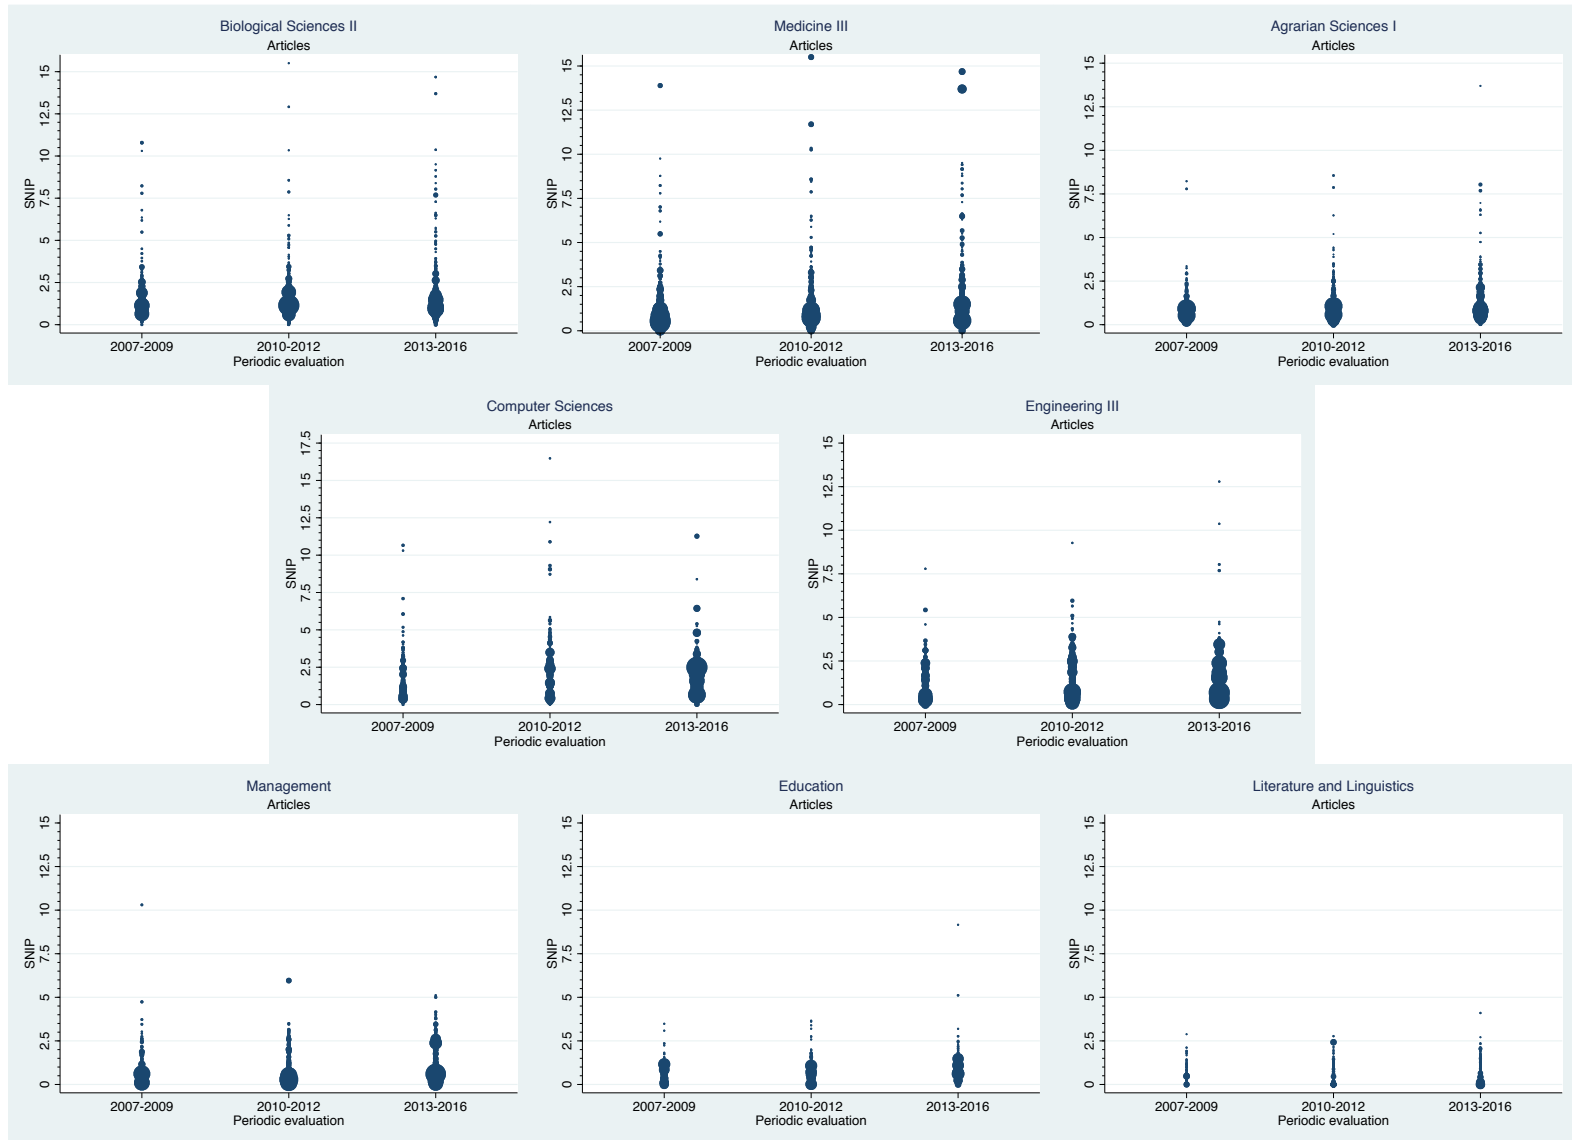 Biological Sciences II
Articles
SNIP
15
12.5
10
7.5
5
2.5
0
2007-2009
2010-2012
2013-2016
Periodic evaluation
Medicine III
Articles
SNIP
15
12.5
10
7.5
5
2.5
0
2007-2009
2010-2012
2013-2016
Periodic evaluation
Agrarian Sciences I
Articles
SNIP
15
12.5
10
7.5
5
2.5
0
2007-2009
2010-2012
2013-2016
Periodic evaluation
Computer Sciences
Articles
SNIP
17.5
15
12.5
10
7.5
5
2.5
0
2007-2009
2010-2012
2013-2016
Periodic evaluation
Engineering III
Articles
SNIP
15
12.5
10
7.5
5
2.5
0
2007-2009
2010-2012
2013-2016
Periodic evaluation
Management
Articles
SNIP
15
12.5
10
7.5
5
2.5
0
2007-2009
2010-2012
2013-2016
Periodic evaluation
Education
Articles
SNIP
15
12.5
10
7.5
5
2.5
0
2007-2009
2010-2012
2013-2016
Periodic evaluation
Literature and Linguistics
Articles
SNIP
15
12.5
10
7.5
5
2.5
0
2007-2009
2010-2012
2013-2016
Periodic evaluation